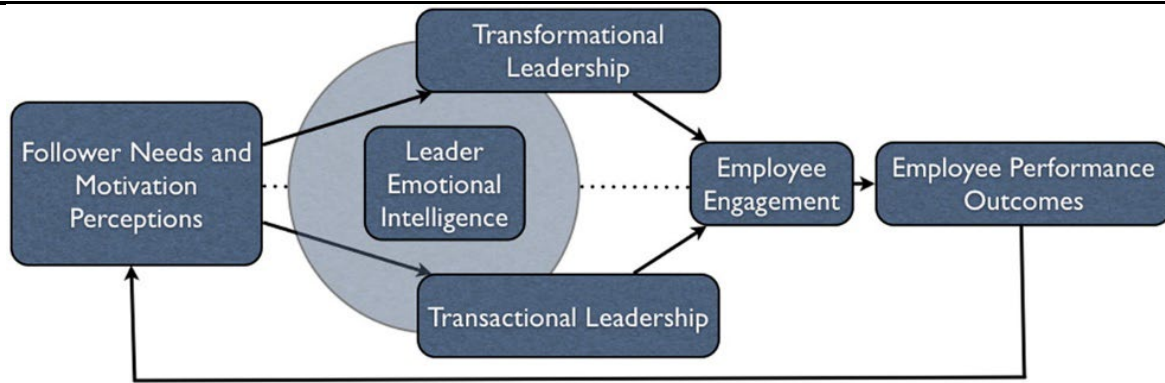 Transformational
Leadership
Follower Needs and
Motivation
Perceptions
Leader
Emotional
Intelligence
Employee
Engagement
Employee Performance
Outcomes
Transactional Leadership